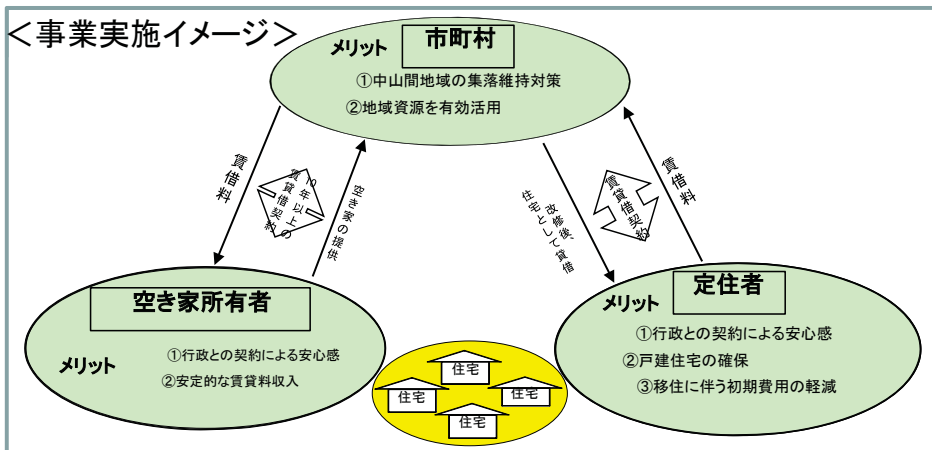 ＜事業実施イメージ＞
メリット
市町村
①中山間地域の集落維持対策
②地域資源を有効活用
賃借料
10年以上の
賃貸借契約
空き家の提供
改修後、
住宅として貸借
賃貸借契約
賃借料
空き家所有者
メリット
①行政との契約による安心感
②安定的な賃貸料収入
住宅
住宅
住宅
住宅
メリット
定住者
①行政との契約による安心感
②戸建住宅の確保
③移住に伴う初期費用の軽減